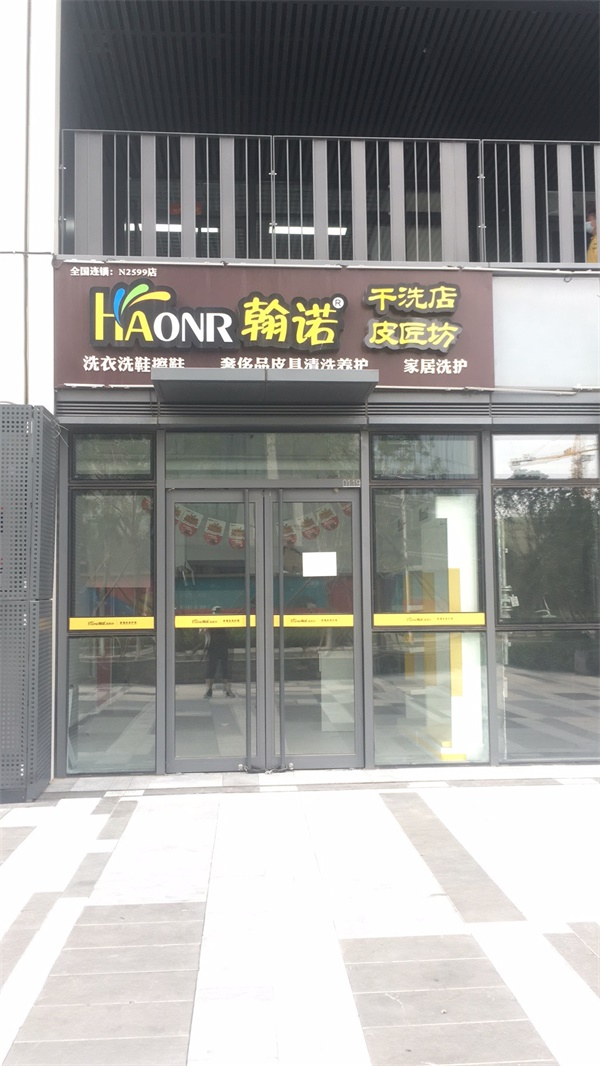 全国连锁：N2599店
HAONR 翰诺®
干洗店
皮匠坊
洗衣洗鞋擦鞋 奢侈品皮具清洗养护 家居洗护